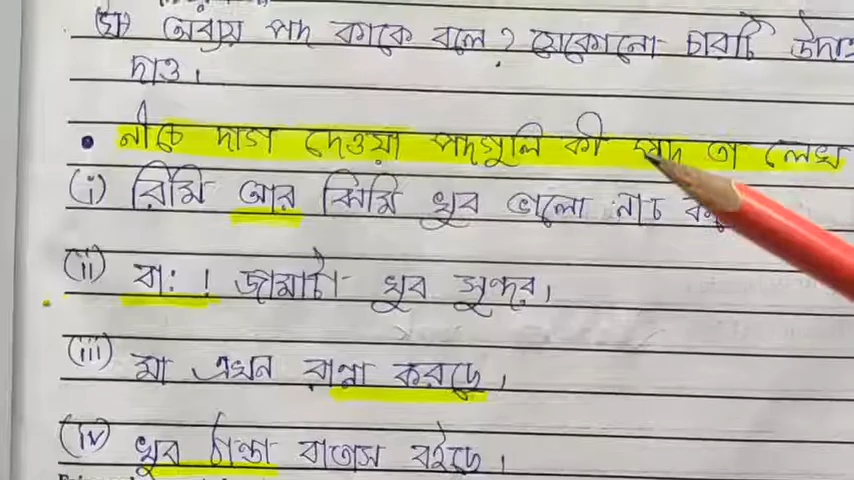 (ঘ) অব্যয় পদ কাকে বলে? যেকোনো চারটি
দাও।
নীচে দাগ দেওয়া পদগুলি কী পদ তা লেখ
(i) রিমি আর ঝিমি খুব ভালো নাচ
(ii) বাঃ! জামাটা খুব সুন্দর।
(iii) মা এখন রান্না করছে।
(iv) খুব ঠান্ডা বাতাস বইছে।